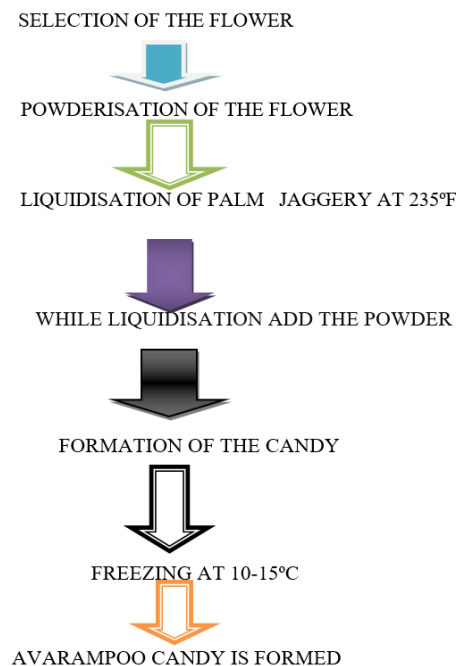 SELECTION OF THE FLOWER
POWDERISATION OF THE FLOWER
LIQUIDISATION OF PALM JAGGERY AT 235ºF
WHILE LIQUIDISATION ADD THE POWDER
FORMATION OF THE CANDY
FREEZING AT 10-15ºC
AVARAMPOO CANDY IS FORMED